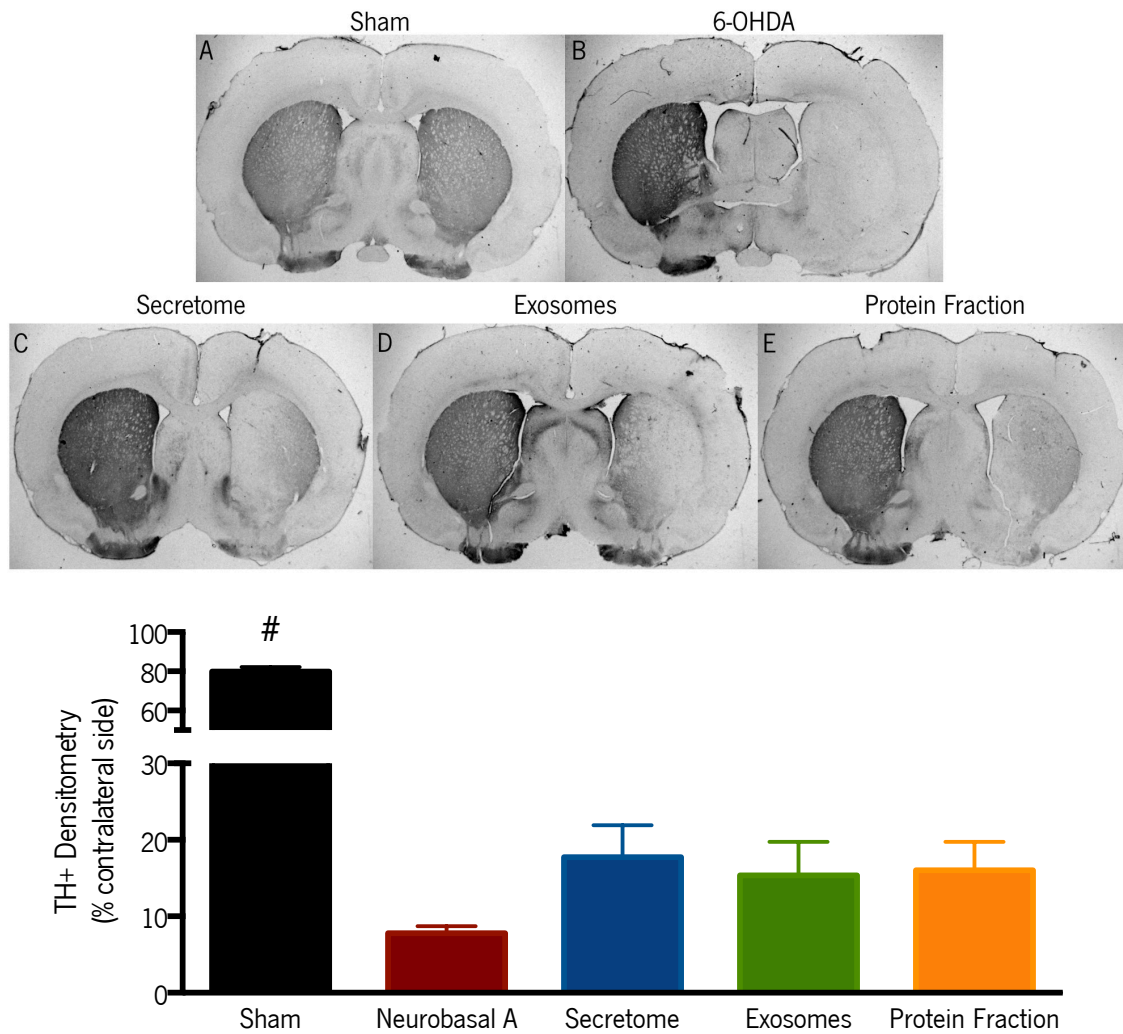 Sham
6-OHDA
A
B
Secretome
Exosomes
Protein Fraction
C
D
E
#
100
80
60
30
20
10
0
TH+ Densitometry
(% contralateral side)
Sham
Neurobasal A
Secretome
Exosomes
Protein Fraction